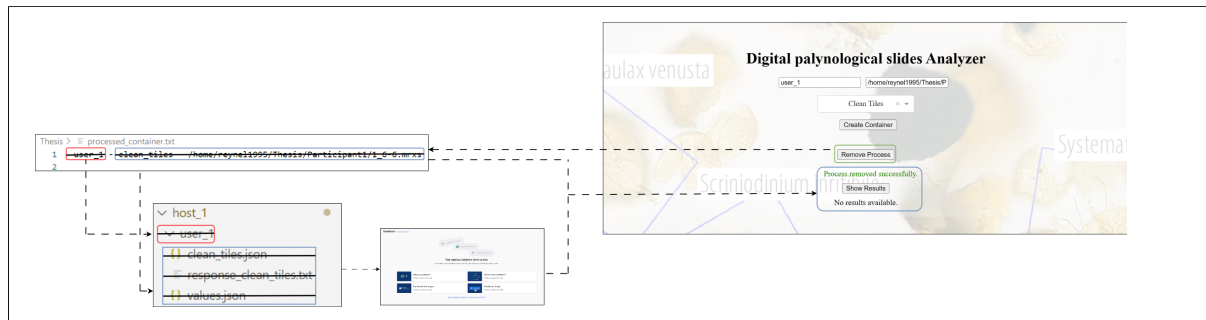 aulax venusta
Digital palynological slides Analyzer
user_1
/home/reynel1995/Thesis/P
Clean Tiles
Create Container
Remove Process
Systemat
Scriniodinium inritibile
Process removed successfully.
Show Results
No results available.
Thesis > processed_container.txt
1 user_1 - clean_tiles - /home/reynel1995/Thesis/Participant1/1_6-6.mrxs
2
host_1
user_1
{} clean_tiles.json
response_clean_tiles.txt
{} values.json